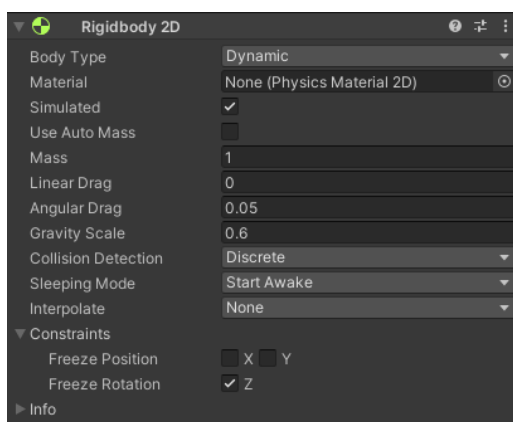 Rigidbody 2D
Body Type Dynamic
Material None (Physics Material 2D)
Simulated
Use Auto Mass
Mass 1
Linear Drag 0
Angular Drag 0.05
Gravity Scale 0.6
Collision Detection Discrete
Sleeping Mode Start Awake
Interpolate None
Constraints
Freeze Position X Y
Freeze Rotation Z
Info